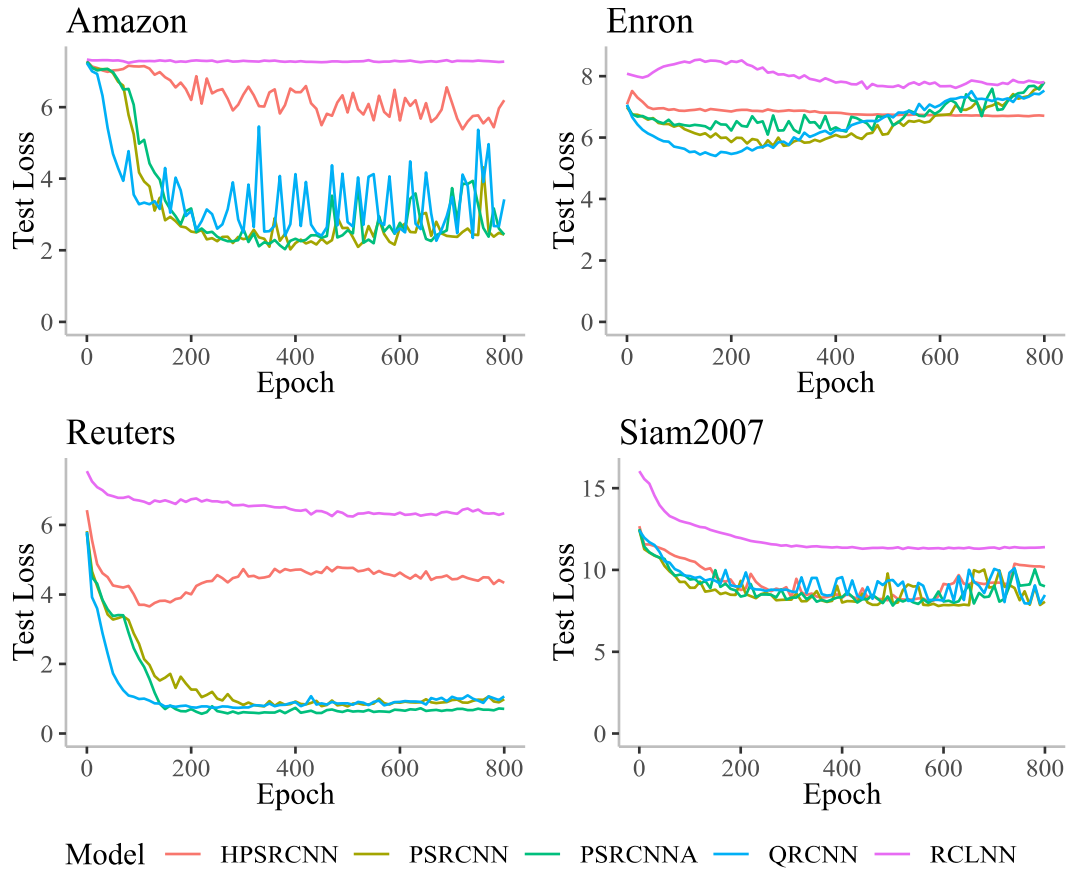 Amazon
Enron
Test Loss
6
4
2
0
0 200 400 600 800
Epoch
Test Loss
8
6
4
2
0
0 200 400 600 800
Epoch
Reuters
Siam2007
Test Loss
6
4
2
0
0 200 400 600 800
Epoch
Test Loss
15
10
5
0
0 200 400 600 800
Epoch
Model HPSRCNN PSRCNN PSRCNNA QRCNN RCLNN